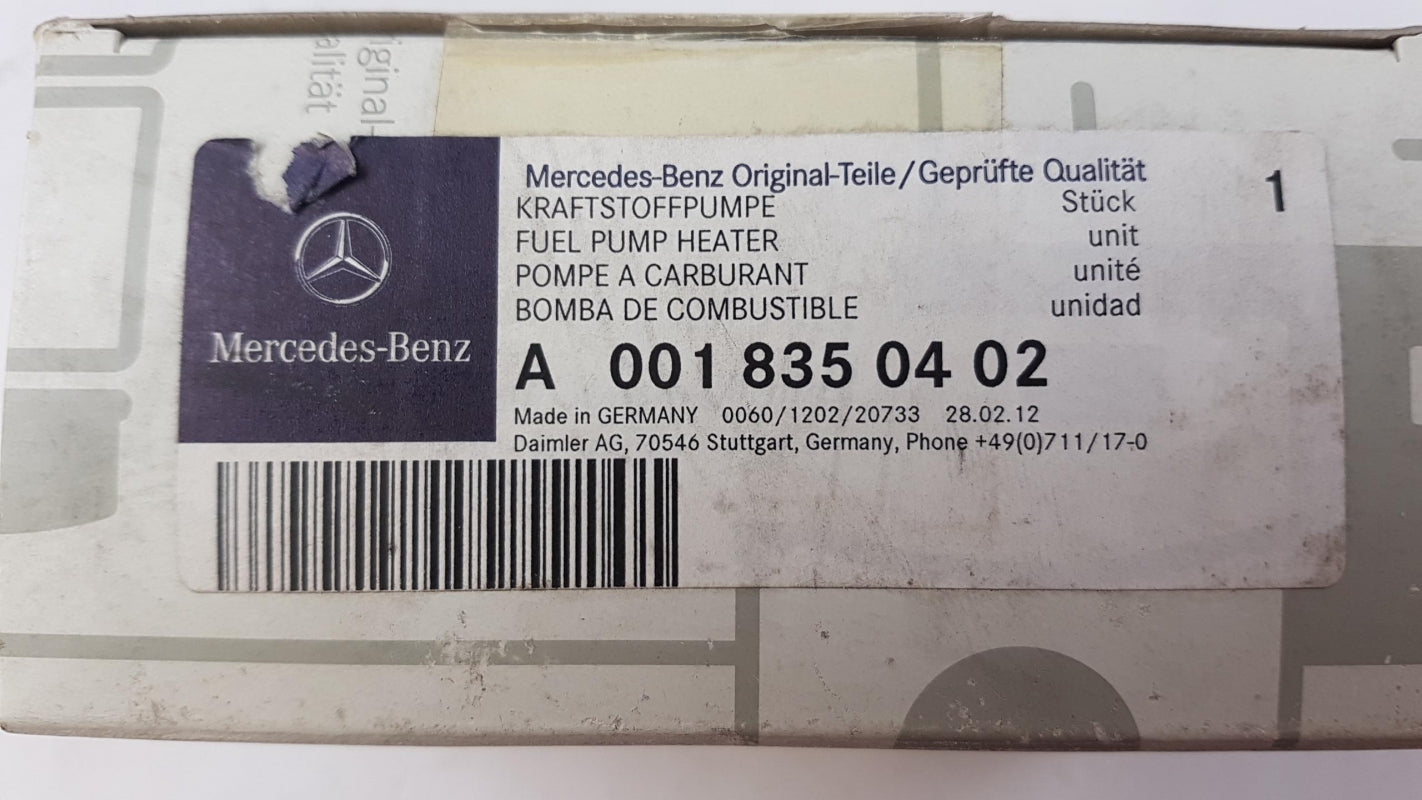 riginal-
alität
Mercedes-Benz
Mercedes-Benz Original-Teile/Geprüfte Qualität
KRAFTSTOFFPUMPE Stück 1
FUEL PUMP HEATER unit
POMPE A CARBURANT unité
BOMBA DE COMBUSTIBLE unidad
A 001 835 04 02
Made in GERMANY 0060/1202/20733 28.02.12
Daimler AG, 70546 Stuttgart, Germany, Phone +49(0)711/17-0